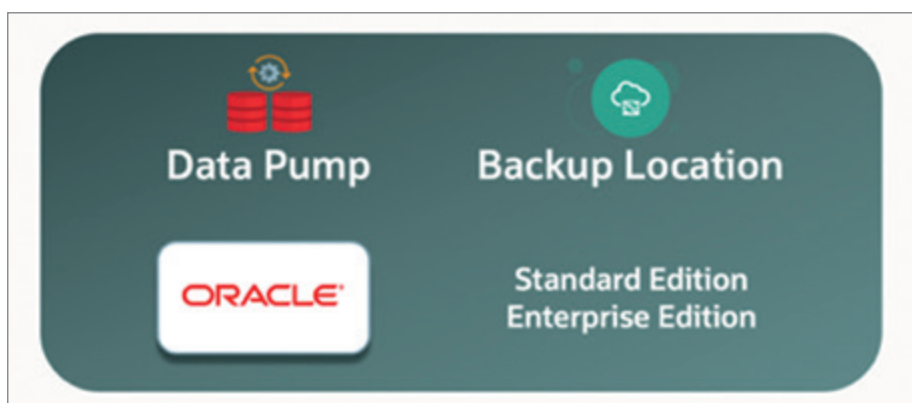 Data Pump
Backup Location
ORACLE
Standard Edition
Enterprise Edition